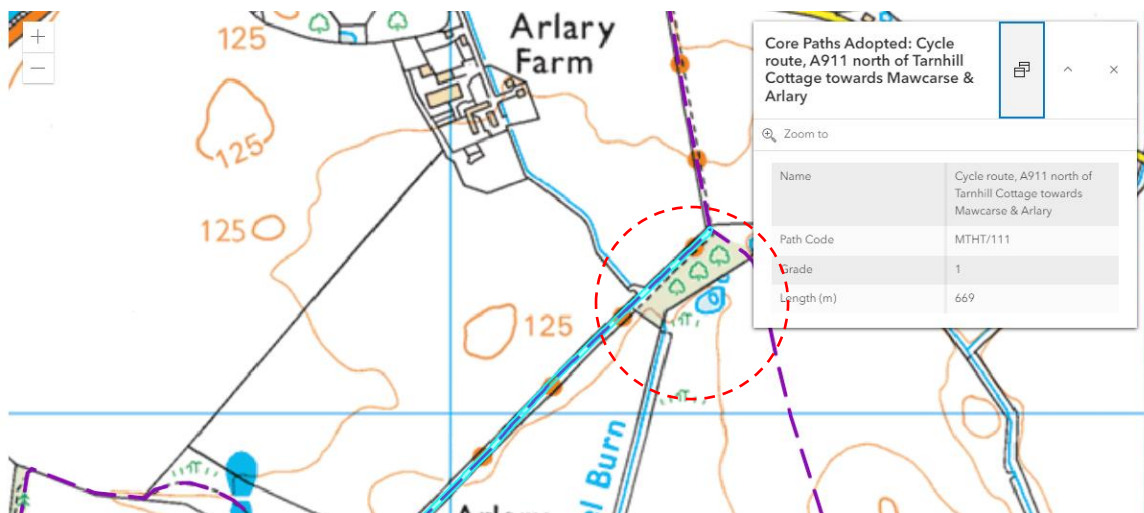 +
−
125
125
125
125
Arlary
Farm
Core Paths Adopted: Cycle
route, A911 north of Tarnhill
Cottage towards Mawcarse &
Arlary
Zoom to
Name
Cycle route, A911 north of
Tarnhill Cottage towards
Mawcarse & Arlary
Path Code
MTHT/111
Grade
1
Length (m)
669
Burn
Arlary